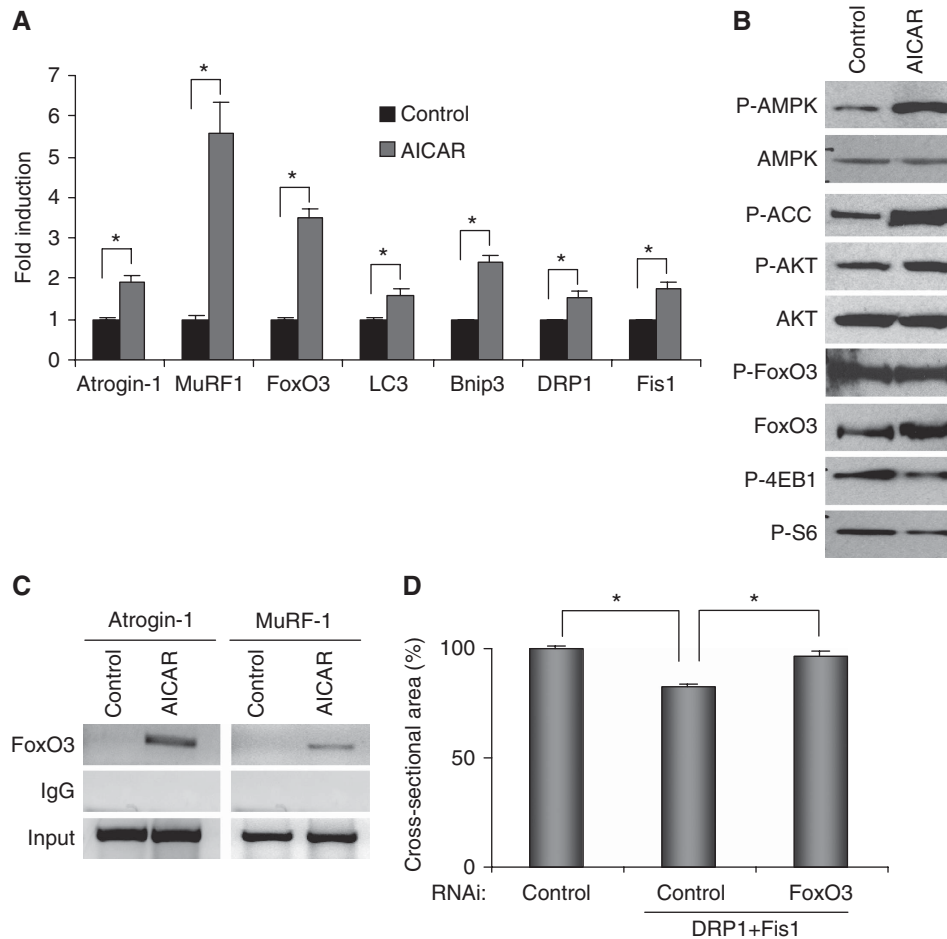 A
Fold induction
7
6
5
4
3
2
1
0
*
*
*
*
*
*
*
Control
AICAR
Atrogin-1 MuRF1 FoxO3 LC3 Bnip3 DRP1 Fis1
B
Control AICAR
P-AMPK
AMPK
P-ACC
P-AKT
AKT
P-FoxO3
FoxO3
P-4EB1
P-S6
C
Atrogin-1 MuRF-1
Control AICAR Control AICAR
FoxO3
IgG
Input
D
Cross-sectional area (%)
100
50
0
* *
RNAi: Control Control FoxO3
DRP1+Fis1